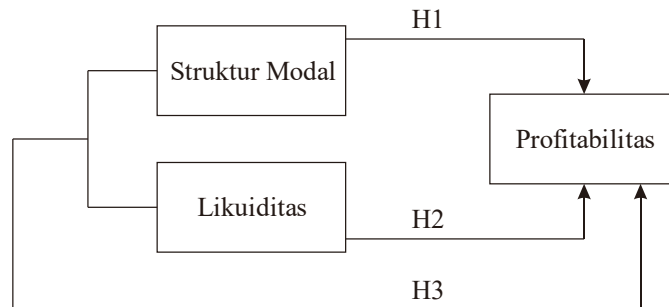 H1
Struktur Modal
Profitabilitas
Likuiditas
H2
H3